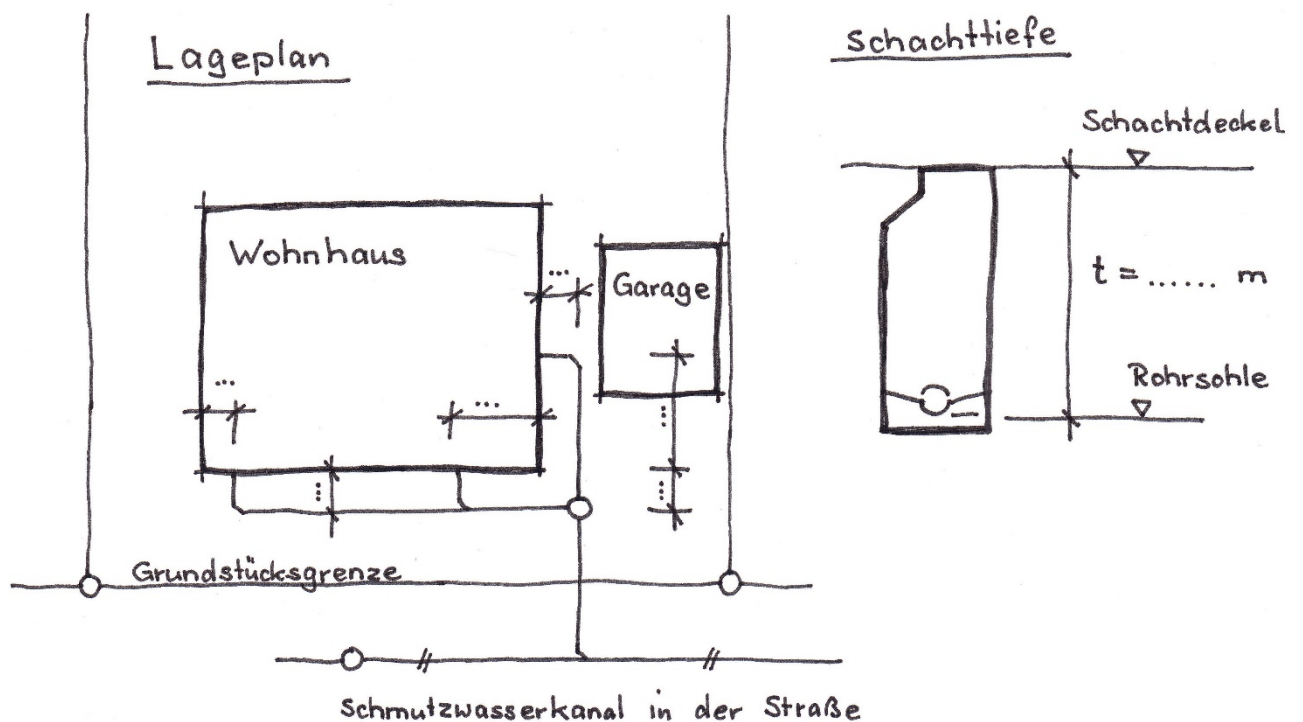 Lageplan
Schachttiefe
Schachtdeckel
Wohnhaus
...
Garage
t = ...... m
...
...
...
Rohrsohle
...
...
Grundstücksgrenze
Schmutzwasserkanal in der Straße